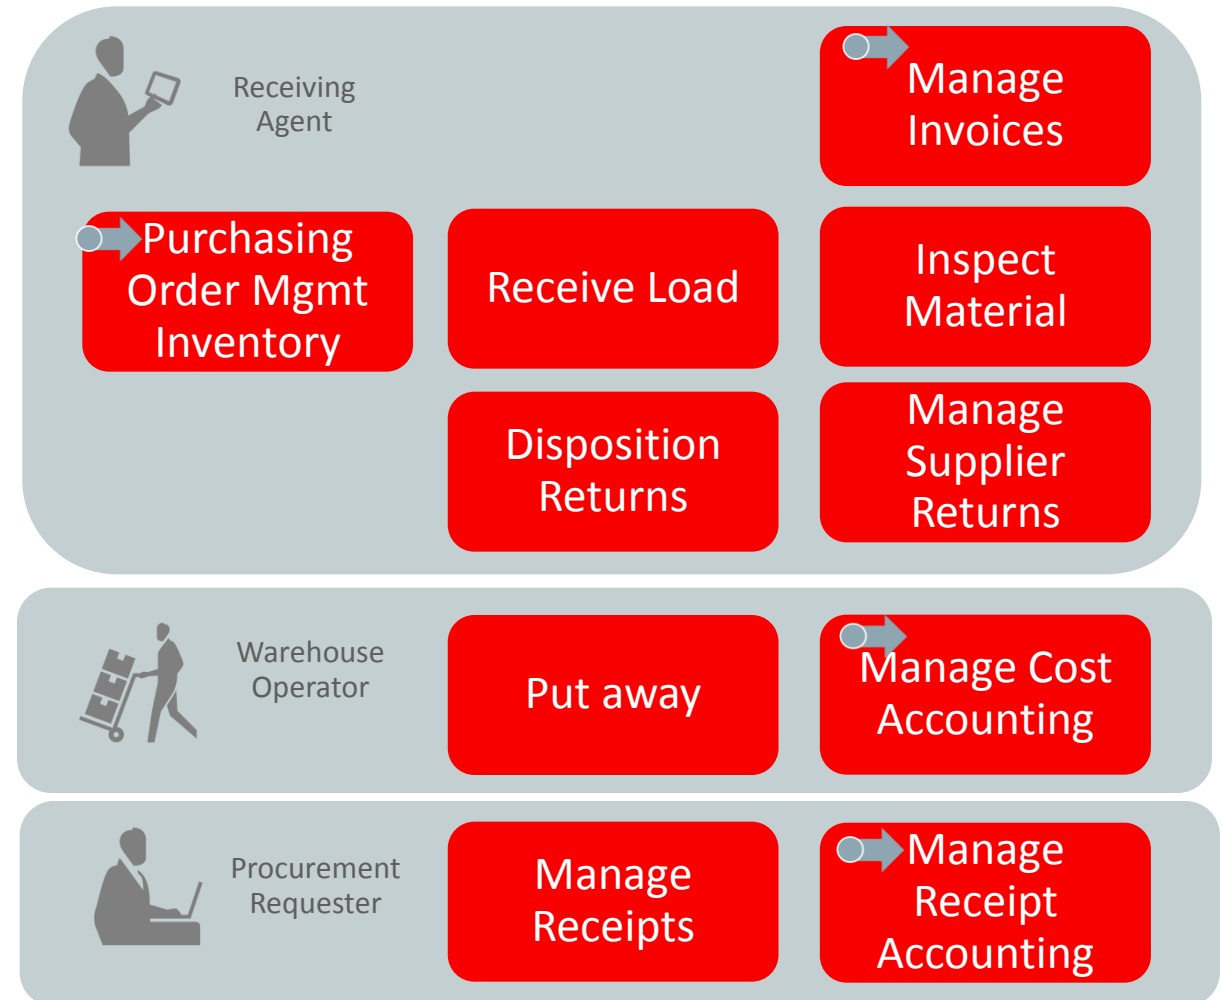 Receiving
Agent
Manage
Invoices
Purchasing
Order Mgmt
Inventory
Receive Load
Inspect
Material
Disposition
Returns
Manage
Supplier
Returns
Warehouse
Operator
Put away
Manage Cost
Accounting
Procurement
Requester
Manage
Receipts
Manage
Receipt
Accounting